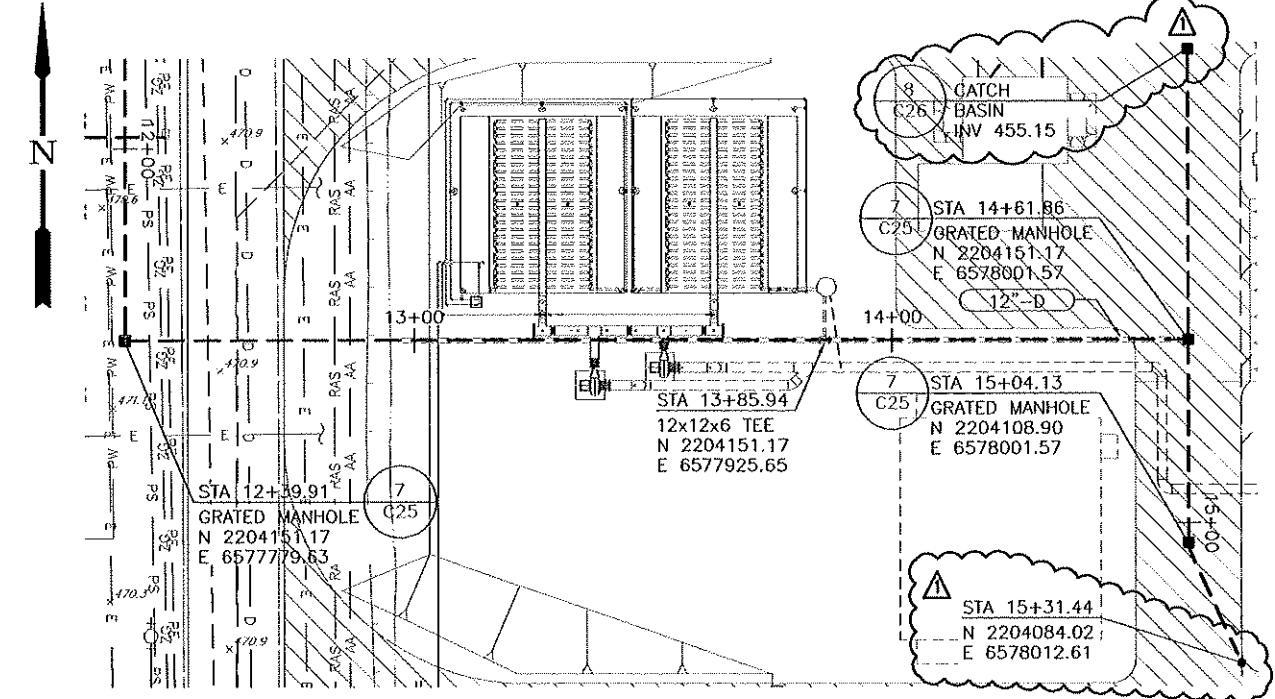 N
12+00
PS
E
D
470.9
RAS
AA
13+00
14+00
1
8
C26
CATCH
BASIN
INV 455.15
7
C25
STA 14+61.86
GRATED MANHOLE
N 2204151.17
E 6578001.57
12"-D
STA 13+85.94
12x12x6 TEE
N 2204151.17
E 6577925.65
7
C25
STA 15+04.13
GRATED MANHOLE
N 2204108.90
E 6578001.57
15+00
STA 12+39.91
GRATED MANHOLE
N 2204151.17
E 6577779.63
7
C25
470.9
470.3
470.9
1
STA 15+31.44
N 2204084.02
E 6578012.61